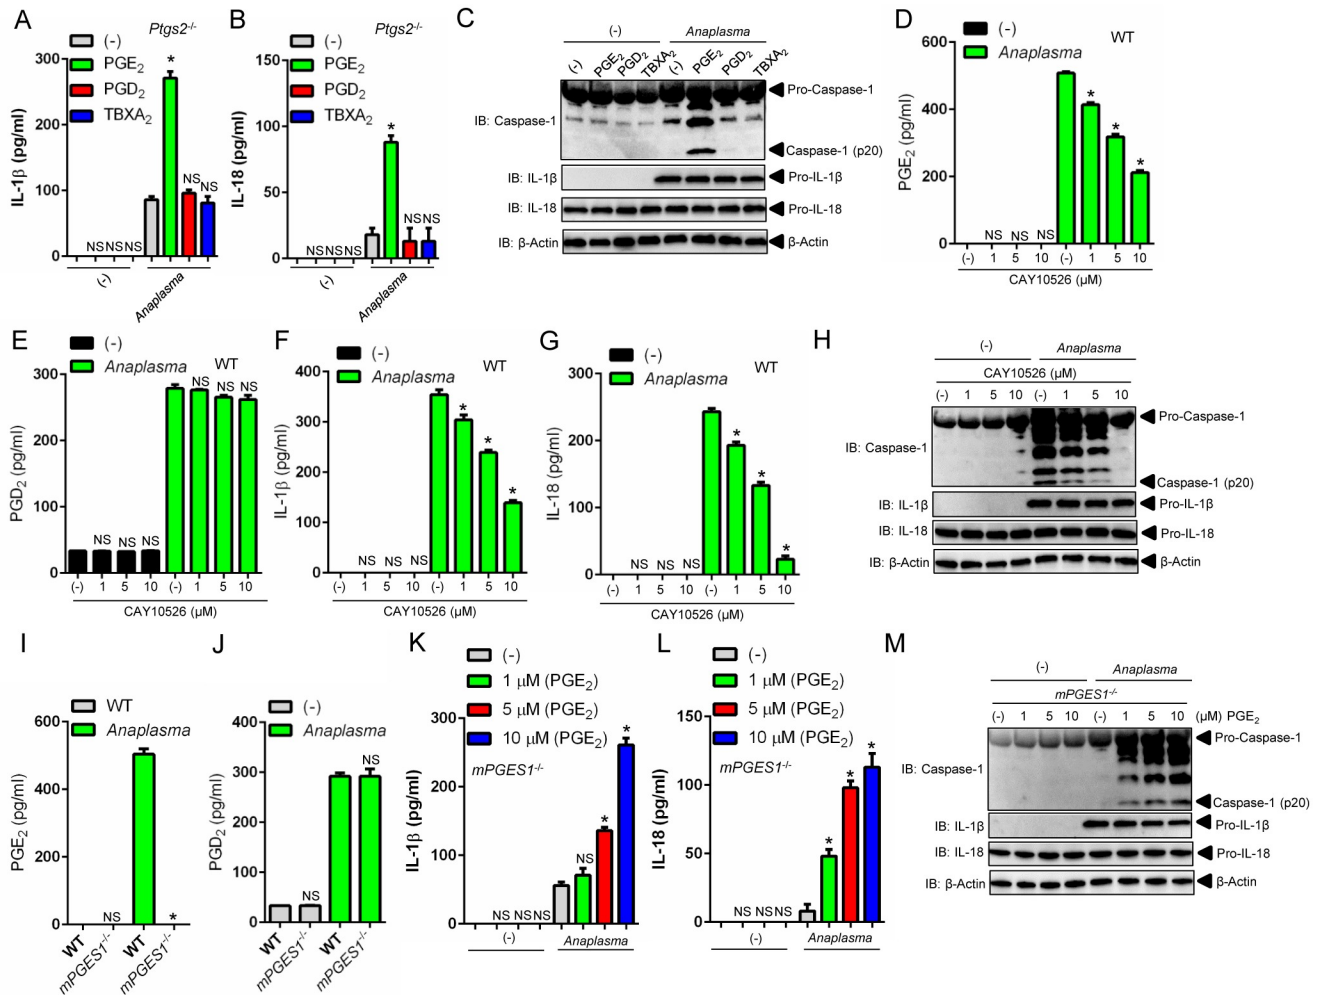 A
Ptgs2-/-
(-)
PGE2
PGD2
TBXA2
IL-1β (pg/ml)
300
200
100
0
*
NS NS
NS NS NS
(-)
Anaplasma
B
Ptgs2-/-
(-)
PGE2
PGD2
TBXA2
IL-18 (pg/ml)
150
100
50
0
*
NS NS
NS NS NS
(-)
Anaplasma
C
(-) Anaplasma
(-) PGE2 PGD2 TBXA2 (-) PGE2 PGD2 TBXA2
Pro-Caspase-1
IB: Caspase-1
Caspase-1 (p20)
IB: IL-1β Pro-IL-1β
IB: IL-18 Pro-IL-18
IB: β-Actin β-Actin
D
(-)
Anaplasma
WT
PGE2 (pg/ml)
600
400
200
0
* * *
NS NS NS
(-) 1 5 10 (-) 1 5 10
CAY10526 (μM)
E
(-)
Anaplasma
WT
PGD2 (pg/ml)
300
200
100
0
NS NS NS
NS NS NS
(-) 1 5 10 (-) 1 5 10
CAY10526 (μM)
F
(-)
Anaplasma
WT
IL-1β (pg/ml)
400
300
200
100
0
* * *
NS NS NS
(-) 1 5 10 (-) 1 5 10
CAY10526 (μM)
G
(-)
Anaplasma
WT
IL-18 (pg/ml)
300
200
100
0
* * *
NS NS NS
(-) 1 5 10 (-) 1 5 10
CAY10526 (μM)
H
(-) Anaplasma
CAY10526 (μM)
(-) 1 5 10 (-) 1 5 10
Pro-Caspase-1
IB: Caspase-1
Caspase-1 (p20)
IB: IL-1β Pro-IL-1β
IB: IL-18 Pro-IL-18
IB: β-Actin β-Actin
I
WT
Anaplasma
PGE2 (pg/ml)
600
400
200
0
NS *
WT mPGES1-/- WT mPGES1-/-
J
(-)
Anaplasma
PGD2 (pg/ml)
400
300
200
100
0
NS NS
WT mPGES1-/- WT mPGES1-/-
K
(-)
1 μM (PGE2)
5 μM (PGE2)
10 μM (PGE2)
mPGES1-/-
IL-1β (pg/ml)
300
200
100
0
NS * *
NS NS NS
(-) Anaplasma
L
(-)
1 μM (PGE2)
5 μM (PGE2)
10 μM (PGE2)
mPGES1-/-
IL-18 (pg/ml)
150
100
50
0
* * *
NS NS NS
(-) Anaplasma
M
(-) Anaplasma
mPGES1-/-
(-) 1 5 10 (-) 1 5 10 (μM) PGE2
Pro-Caspase-1
IB: Caspase-1
Caspase-1 (p20)
IB: IL-1β Pro-IL-1β
IB: IL-18 Pro-IL-18
IB: β-Actin β-Actin